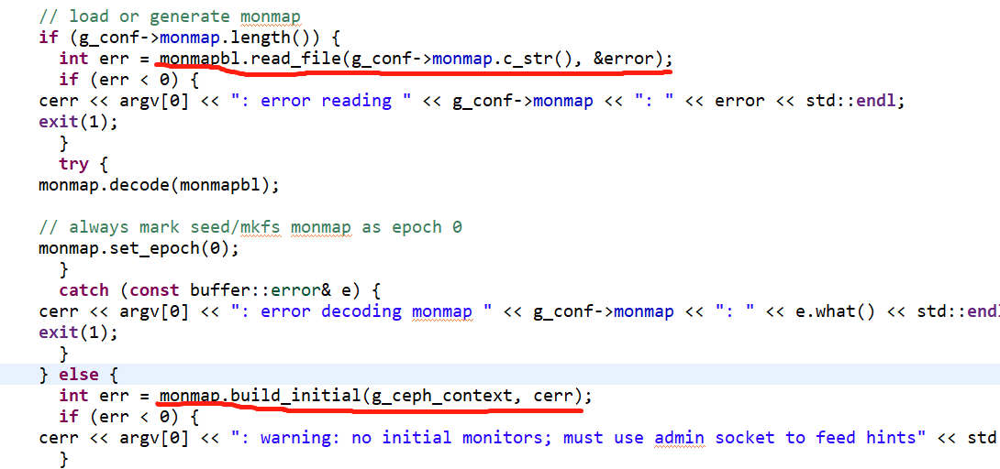 // load or generate monmap
if (g_conf->monmap.length()) {
int err = monmapbl.read_file(g_conf->monmap.c_str(), &error);
if (err < 0) {
cerr << argv[0] << ": error reading " << g_conf->monmap << ": " << error << std::endl;
exit(1);
}
try {
monmap.decode(monmapbl);
// always mark seed/mkfs monmap as epoch 0
monmap.set_epoch(0);
}
catch (const buffer::error& e) {
cerr << argv[0] << ": error decoding monmap " << g_conf->monmap << ": " << e.what() << std::endl
exit(1);
}
} else {
int err = monmap.build_initial(g_ceph_context, cerr);
if (err < 0) {
cerr << argv[0] << ": warning: no initial monitors; must use admin socket to feed hints" << std
}